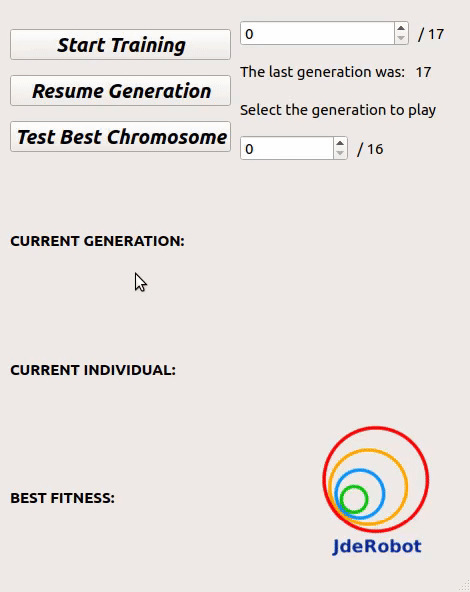 Start Training
0 / 17
Resume Generation
The last generation was: 17
Test Best Chromosome
Select the generation to play
0 / 16
CURRENT GENERATION:
CURRENT INDIVIDUAL:
BEST FITNESS:
JdeRobot